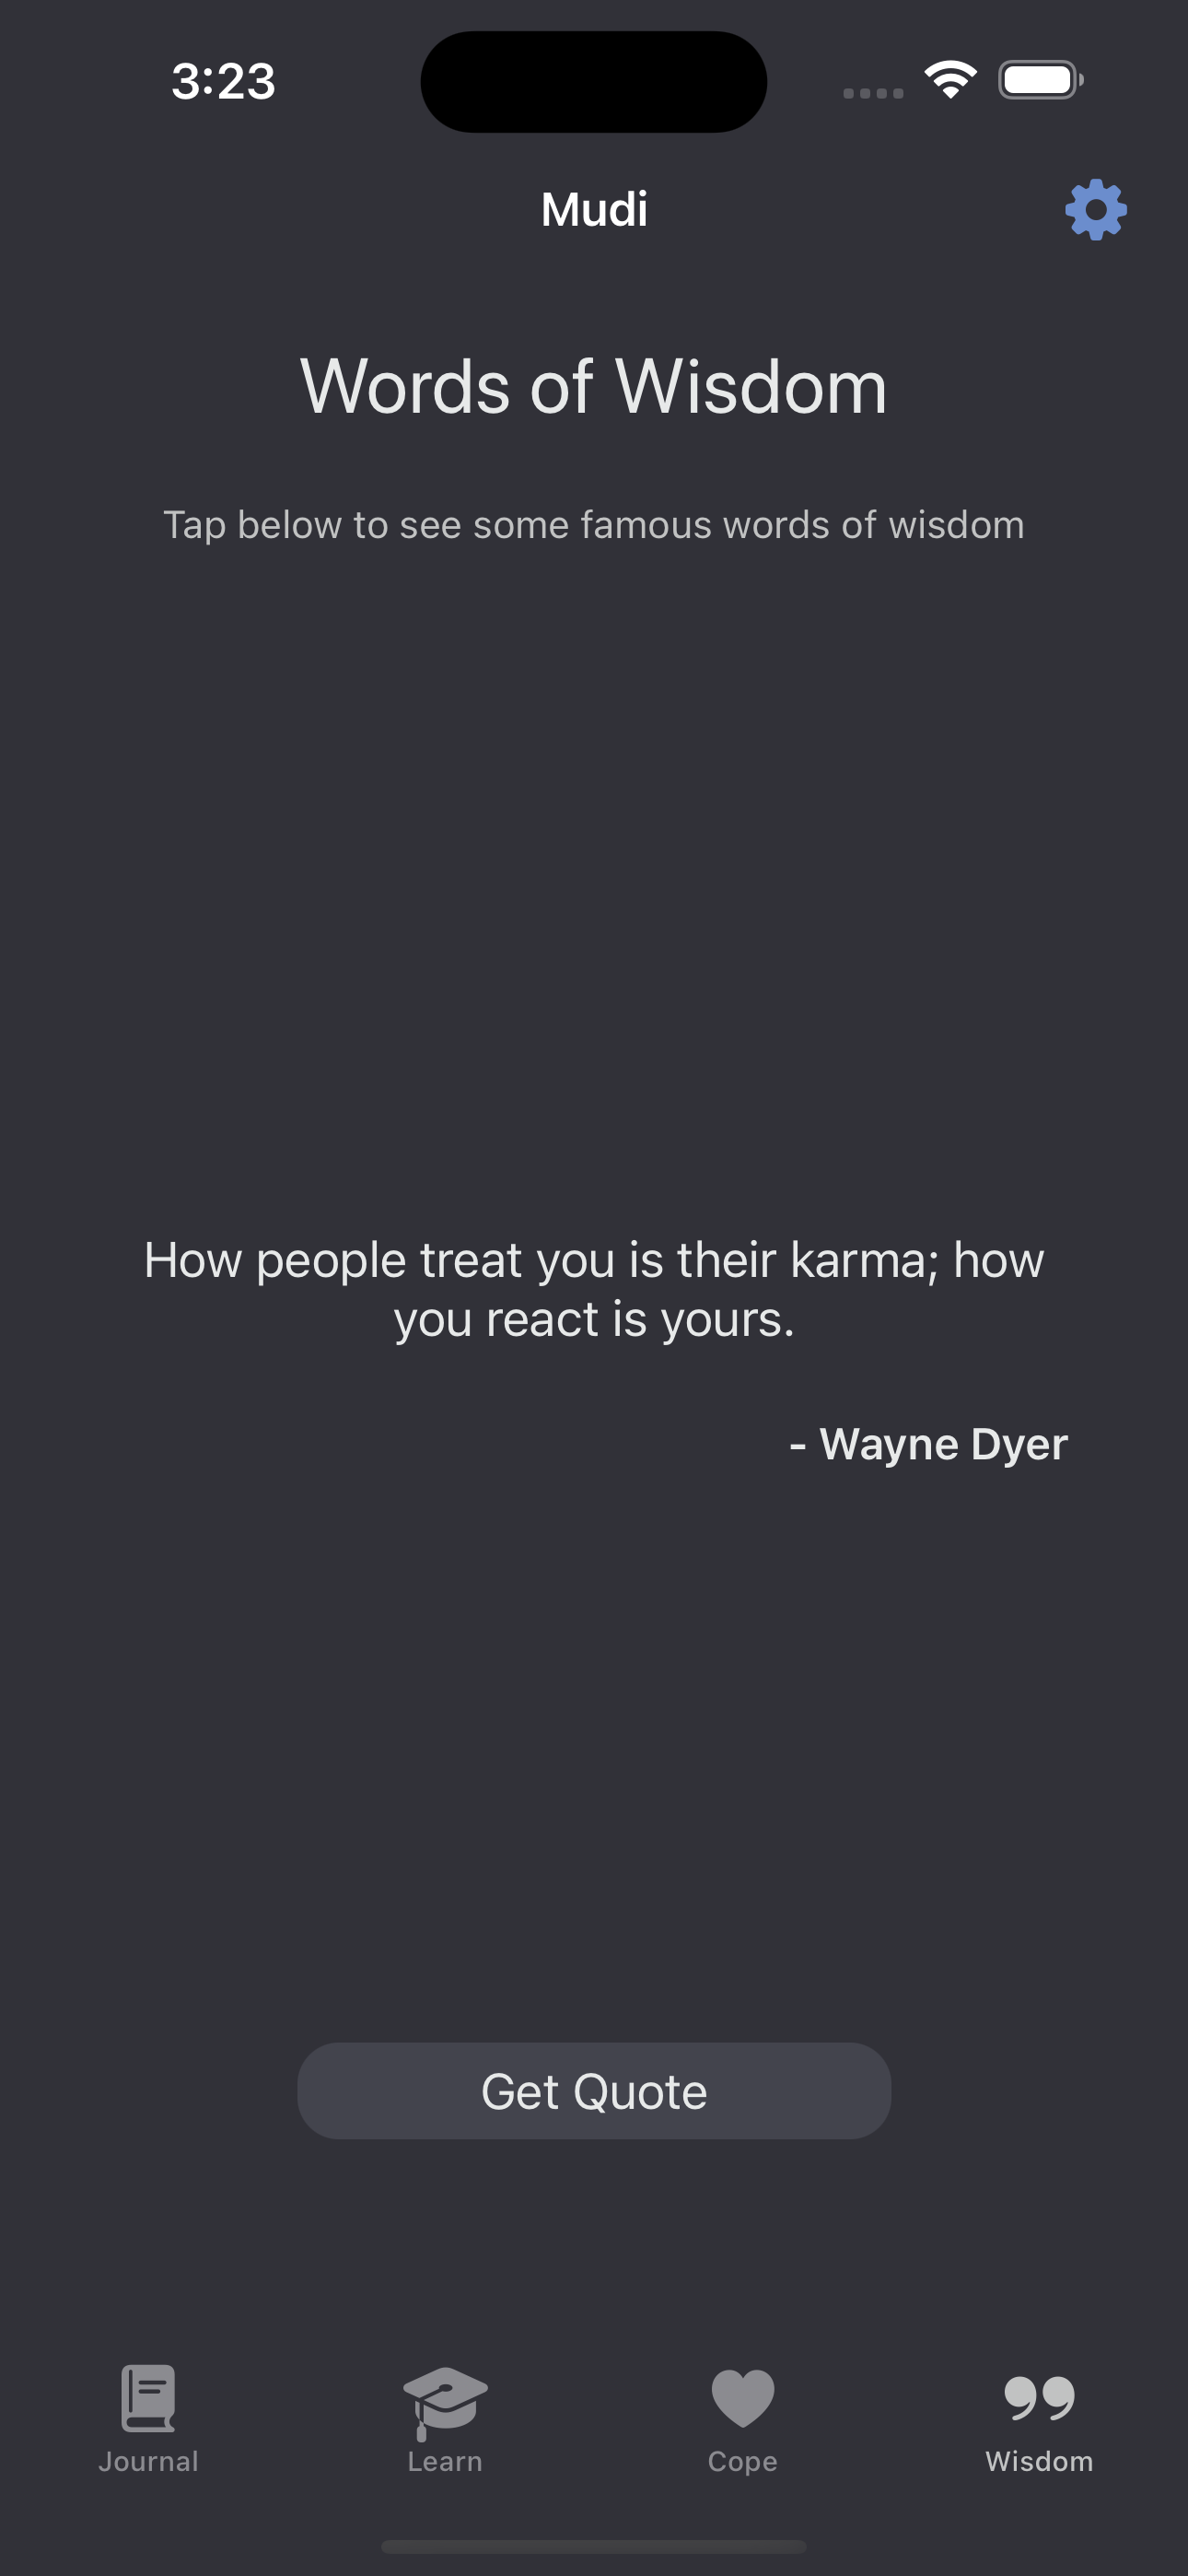 3:23
Mudi
Words of Wisdom
Tap below to see some famous words of wisdom
How people treat you is their karma; how
you react is yours.
- Wayne Dyer
Get Quote
Journal
Learn
Cope
Wisdom